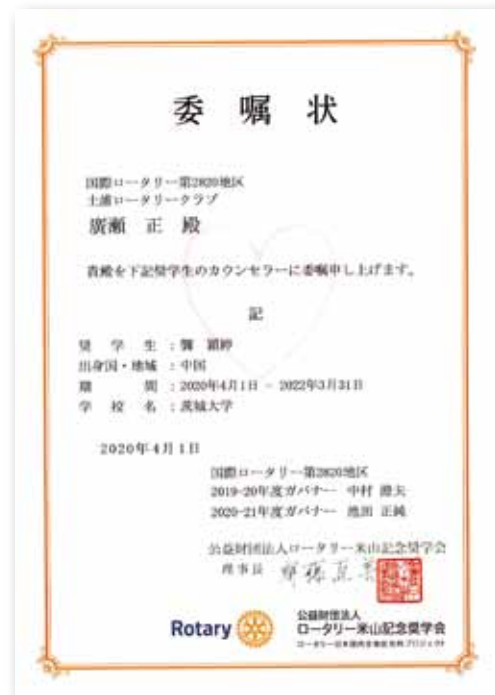 委嘱状
国際ロータリー第2820地区
土浦ロータリークラブ
廣瀬 正 殿
貴殿を下記奨学生のカウンセラーに委嘱申し上げます。
記
奨学生:
出身国・地域:中国
期間:2020年4月1日 - 2022年3月31日
学校名:茨城大学
2020年4月1日
国際ロータリー第2820地区
2019-20年度ガバナー 中村 澄夫
2020-21年度ガバナー 池田 正純
公益財団法人ロータリー米山記念奨学会
理事長
Rotary
公益財団法人
ロータリー米山記念奨学会